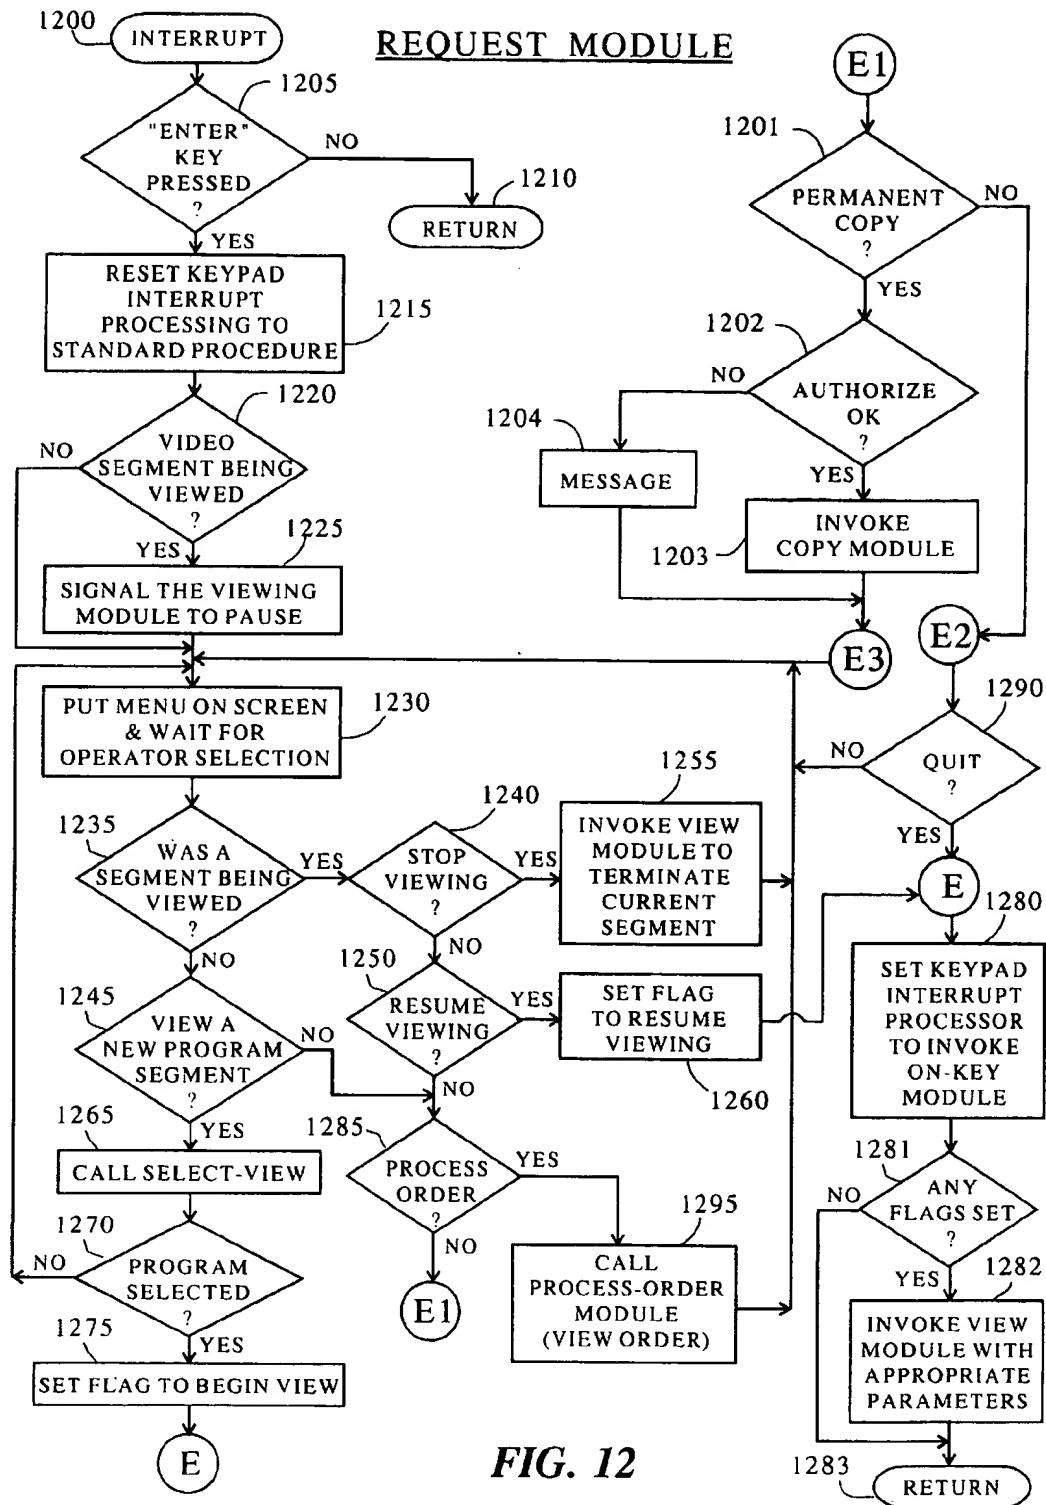 REQUEST MODULE
1200
INTERRUPT
1205
"ENTER"
KEY
PRESSED
?
NO
1210
RETURN
YES
RESET KEYPAD
INTERRUPT
PROCESSING TO
STANDARD PROCEDURE
1215
1220
VIDEO
SEGMENT BEING
VIEWED
?
NO
YES
1225
SIGNAL THE VIEWING
MODULE TO PAUSE
1230
PUT MENU ON SCREEN
& WAIT FOR
OPERATOR SELECTION
1235
WAS A
SEGMENT BEING
VIEWED
?
YES
NO
1240
STOP
VIEWING
?
YES
NO
1255
INVOKE VIEW
MODULE TO
TERMINATE
CURRENT
SEGMENT
1245
VIEW A
NEW PROGRAM
SEGMENT
?
NO
YES
1250
RESUME
VIEWING
?
YES
NO
SET FLAG
TO RESUME
VIEWING
1260
1265
CALL SELECT-VIEW
1285
PROCESS
ORDER
?
YES
NO
E1
1295
CALL
PROCESS-ORDER
MODULE
(VIEW ORDER)
1270
PROGRAM
SELECTED
?
NO
YES
1275
SET FLAG TO BEGIN VIEW
E
E1
1201
PERMANENT
COPY
?
NO
YES
1202
AUTHORIZE
OK
?
NO
YES
1204
MESSAGE
INVOKE
COPY MODULE
1203
E3
E2
1290
QUIT
?
NO
YES
E
1280
SET KEYPAD
INTERRUPT
PROCESSOR
TO INVOKE
ON-KEY
MODULE
1281
ANY
FLAGS SET
?
NO
YES
1282
INVOKE VIEW
MODULE WITH
APPROPRIATE
PARAMETERS
1283
RETURN
FIG. 12